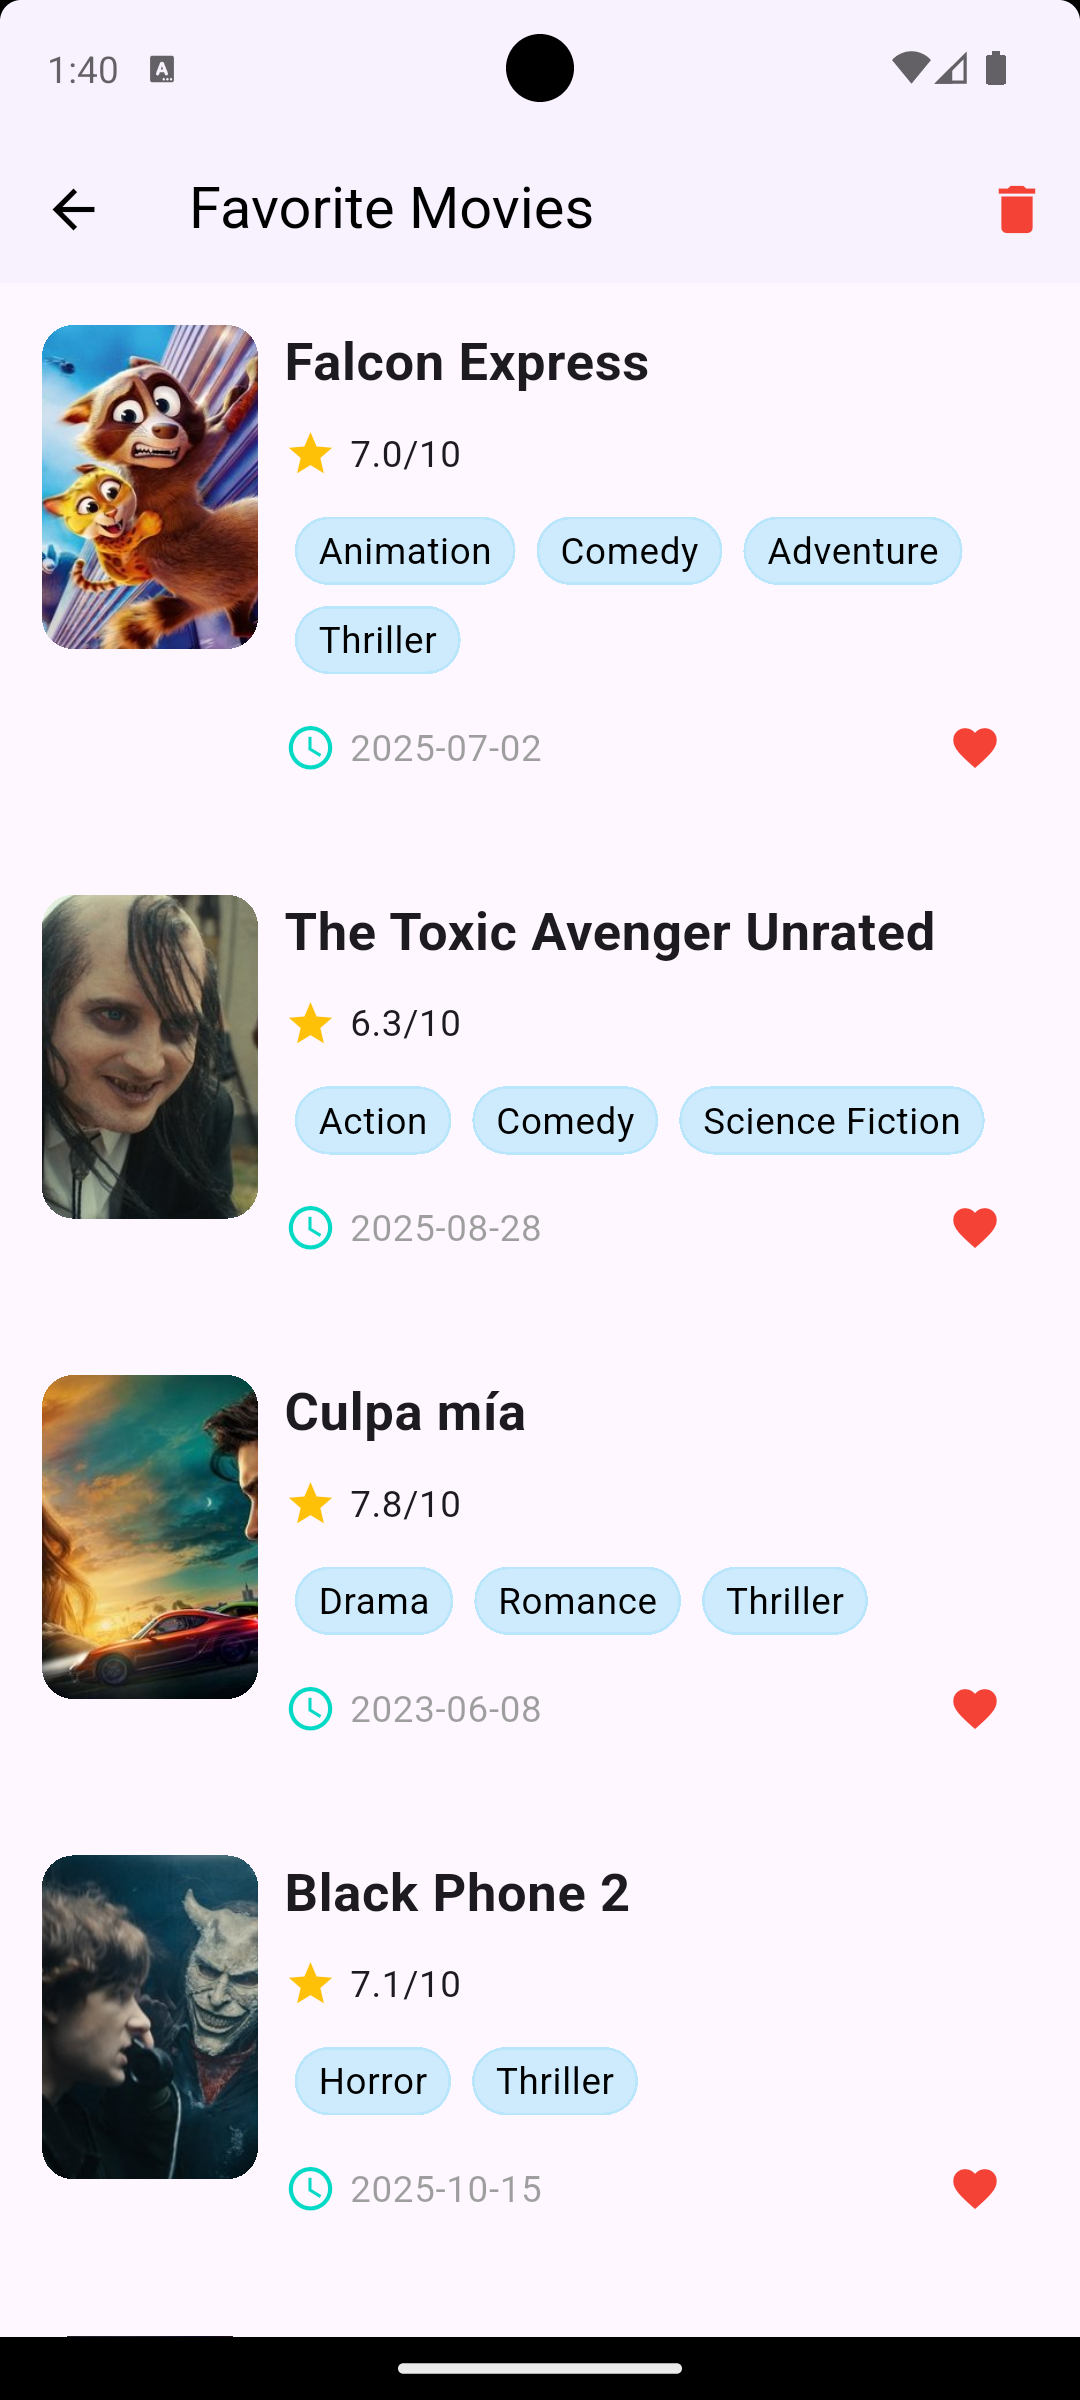 1:40
Favorite Movies
Falcon Express
7.0/10
Animation Comedy Adventure
Thriller
2025-07-02
The Toxic Avenger Unrated
6.3/10
Action Comedy Science Fiction
2025-08-28
Culpa mía
7.8/10
Drama Romance Thriller
2023-06-08
Black Phone 2
7.1/10
Horror Thriller
2025-10-15